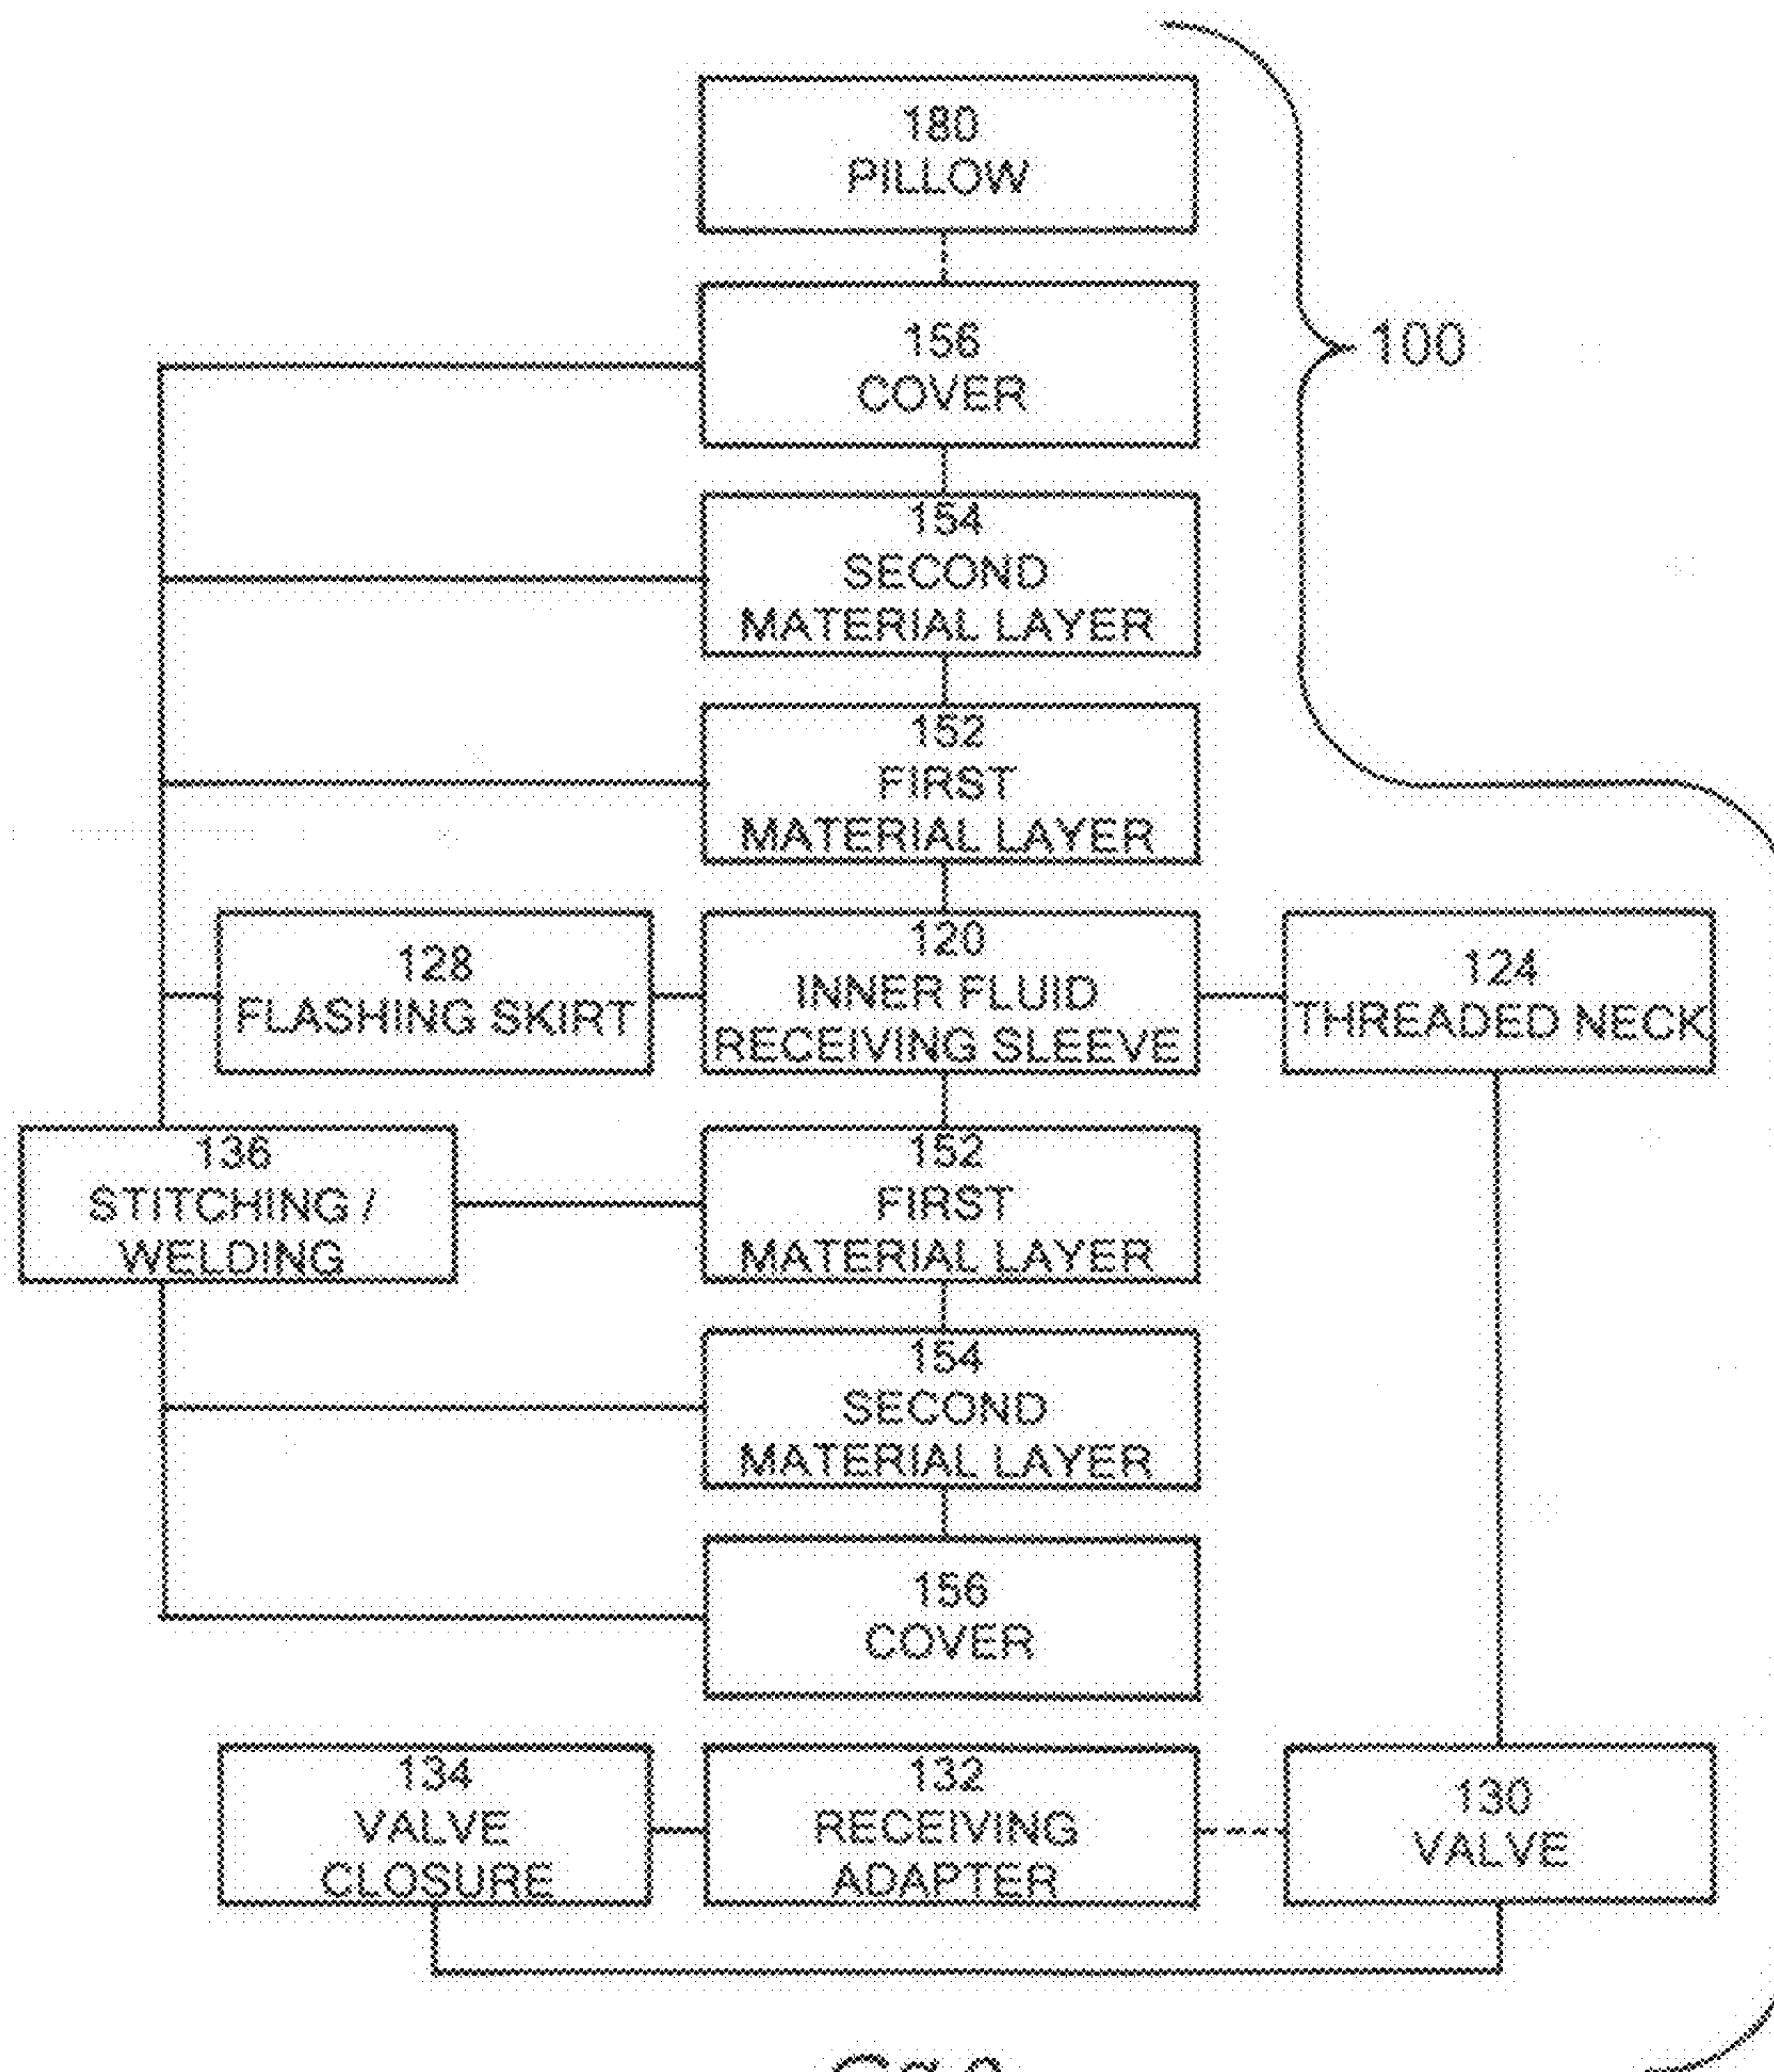 180
PILLOW
156
COVER
100
154
SECOND
MATERIAL LAYER
152
FIRST
MATERIAL LAYER
128
FLASHING SKIRT
120
INNER FLUID
RECEIVING SLEEVE
124
THREADED NECK
136
STITCHING /
WELDING
152
FIRST
MATERIAL LAYER
154
SECOND
MATERIAL LAYER
156
COVER
134
VALVE
CLOSURE
132
RECEIVING
ADAPTER
130
VALVE